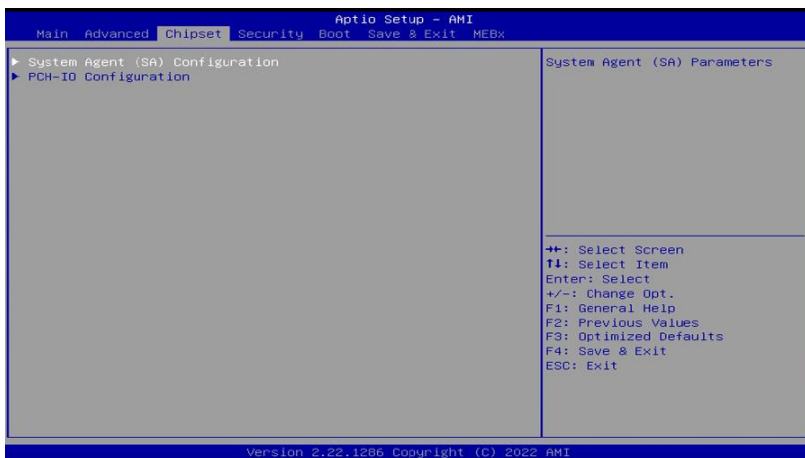 Aptio Setup – AMI
Main Advanced Chipset Security Boot Save & Exit MEBx
▶ System Agent (SA) Configuration
▶ PCH-IO Configuration
System Agent (SA) Parameters
→←: Select Screen
↑↓: Select Item
Enter: Select
+/-: Change Opt.
F1: General Help
F2: Previous Values
F3: Optimized Defaults
F4: Save & Exit
ESC: Exit
Version 2.22.1286 Copyright (C) 2022 AMI